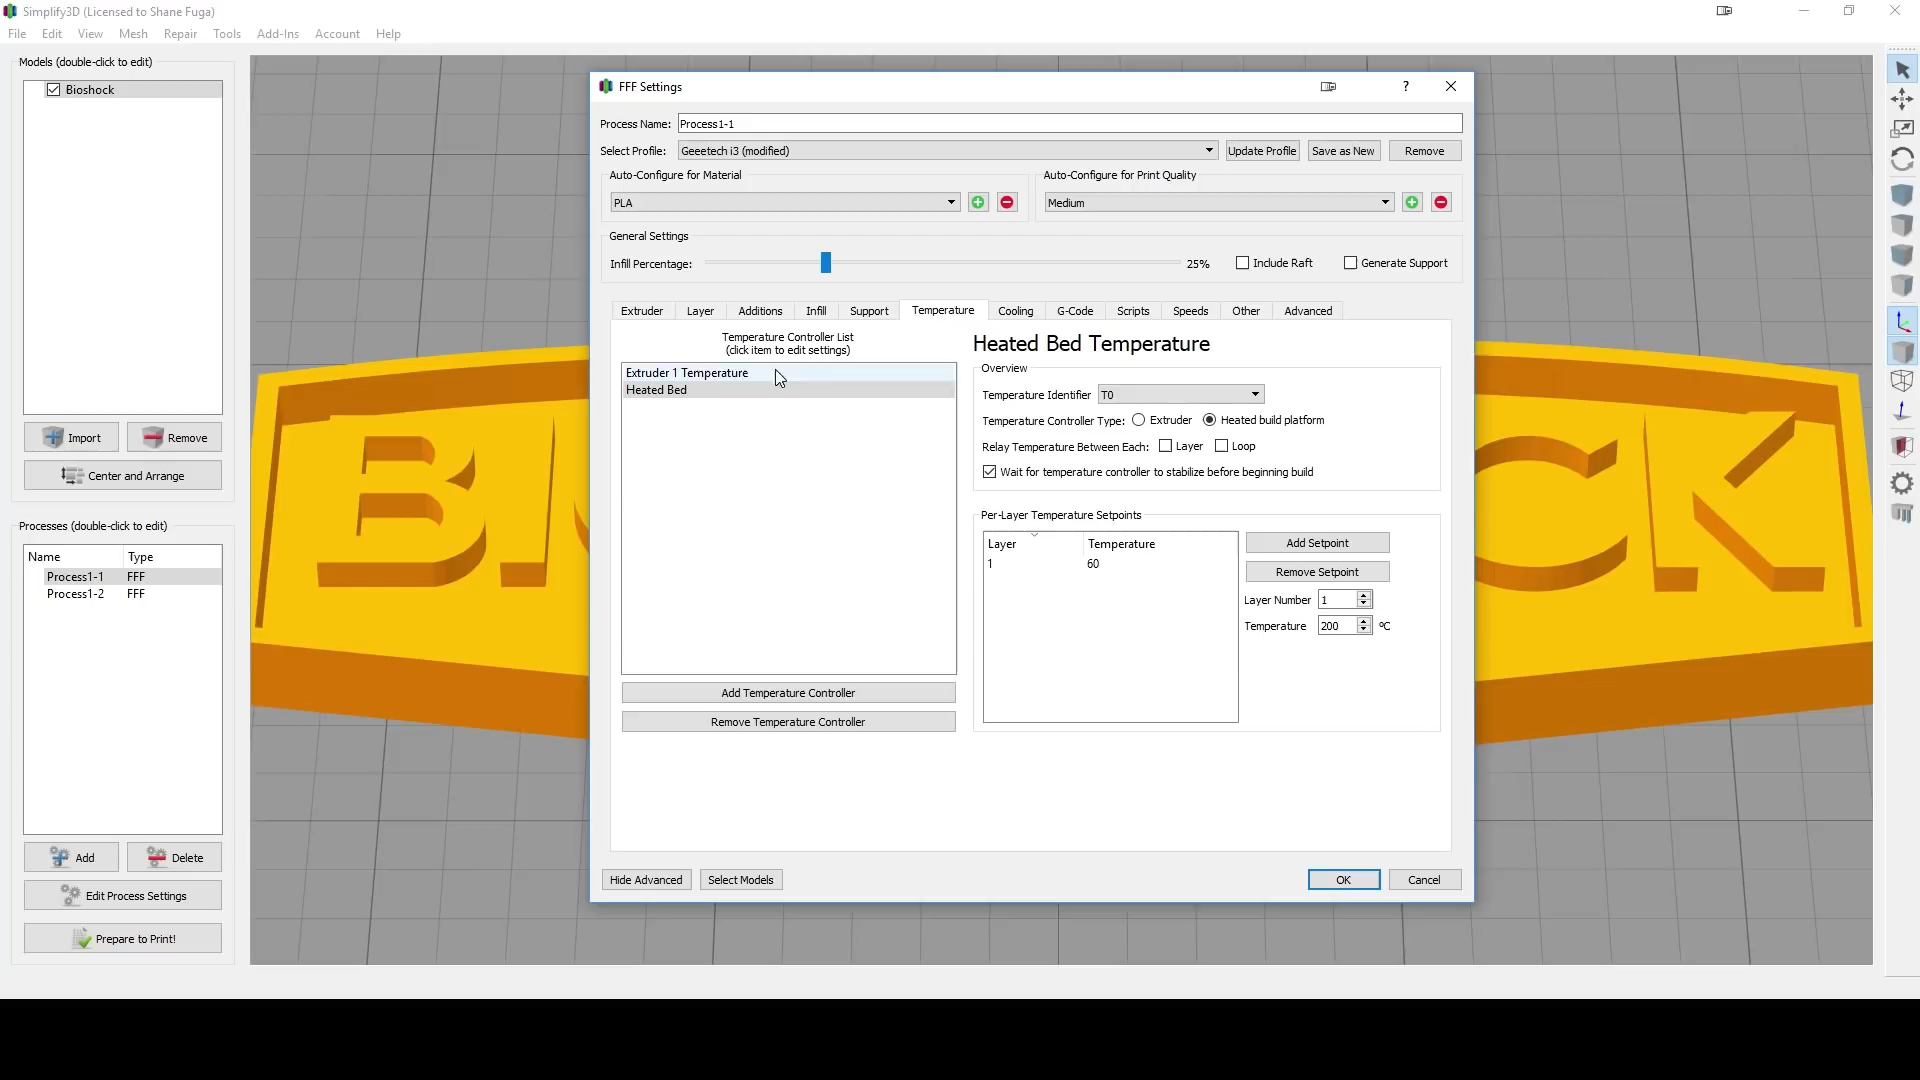 Simplify3D (Licensed to Shane Fuga)
File Edit View Mesh Repair Tools Add-Ins Account Help
Models (double-click to edit)
Bioshock
Import Remove
Center and Arrange
Processes (double-click to edit)
Name Type
Process1-1 FFF
Process1-2 FFF
Add Delete
Edit Process Settings
Prepare to Print!
FFF Settings
Process Name: Process1-1
Select Profile: Geeetech i3 (modified) Update Profile Save as New Remove
Auto-Configure for Material Auto-Configure for Print Quality
PLA Medium
General Settings
Infill Percentage: 25% Include Raft Generate Support
Extruder Layer Additions Infill Support Temperature Cooling G-Code Scripts Speeds Other Advanced
Temperature Controller List
(click item to edit settings)
Extruder 1 Temperature
Heated Bed
Add Temperature Controller
Remove Temperature Controller
Heated Bed Temperature
Overview
Temperature Identifier T0
Temperature Controller Type: Extruder Heated build platform
Relay Temperature Between Each: Layer Loop
Wait for temperature controller to stabilize before beginning build
Per-Layer Temperature Setpoints
Layer Temperature
1 60
Add Setpoint
Remove Setpoint
Layer Number 1
Temperature 200 ºC
Hide Advanced Select Models OK Cancel
B
CK